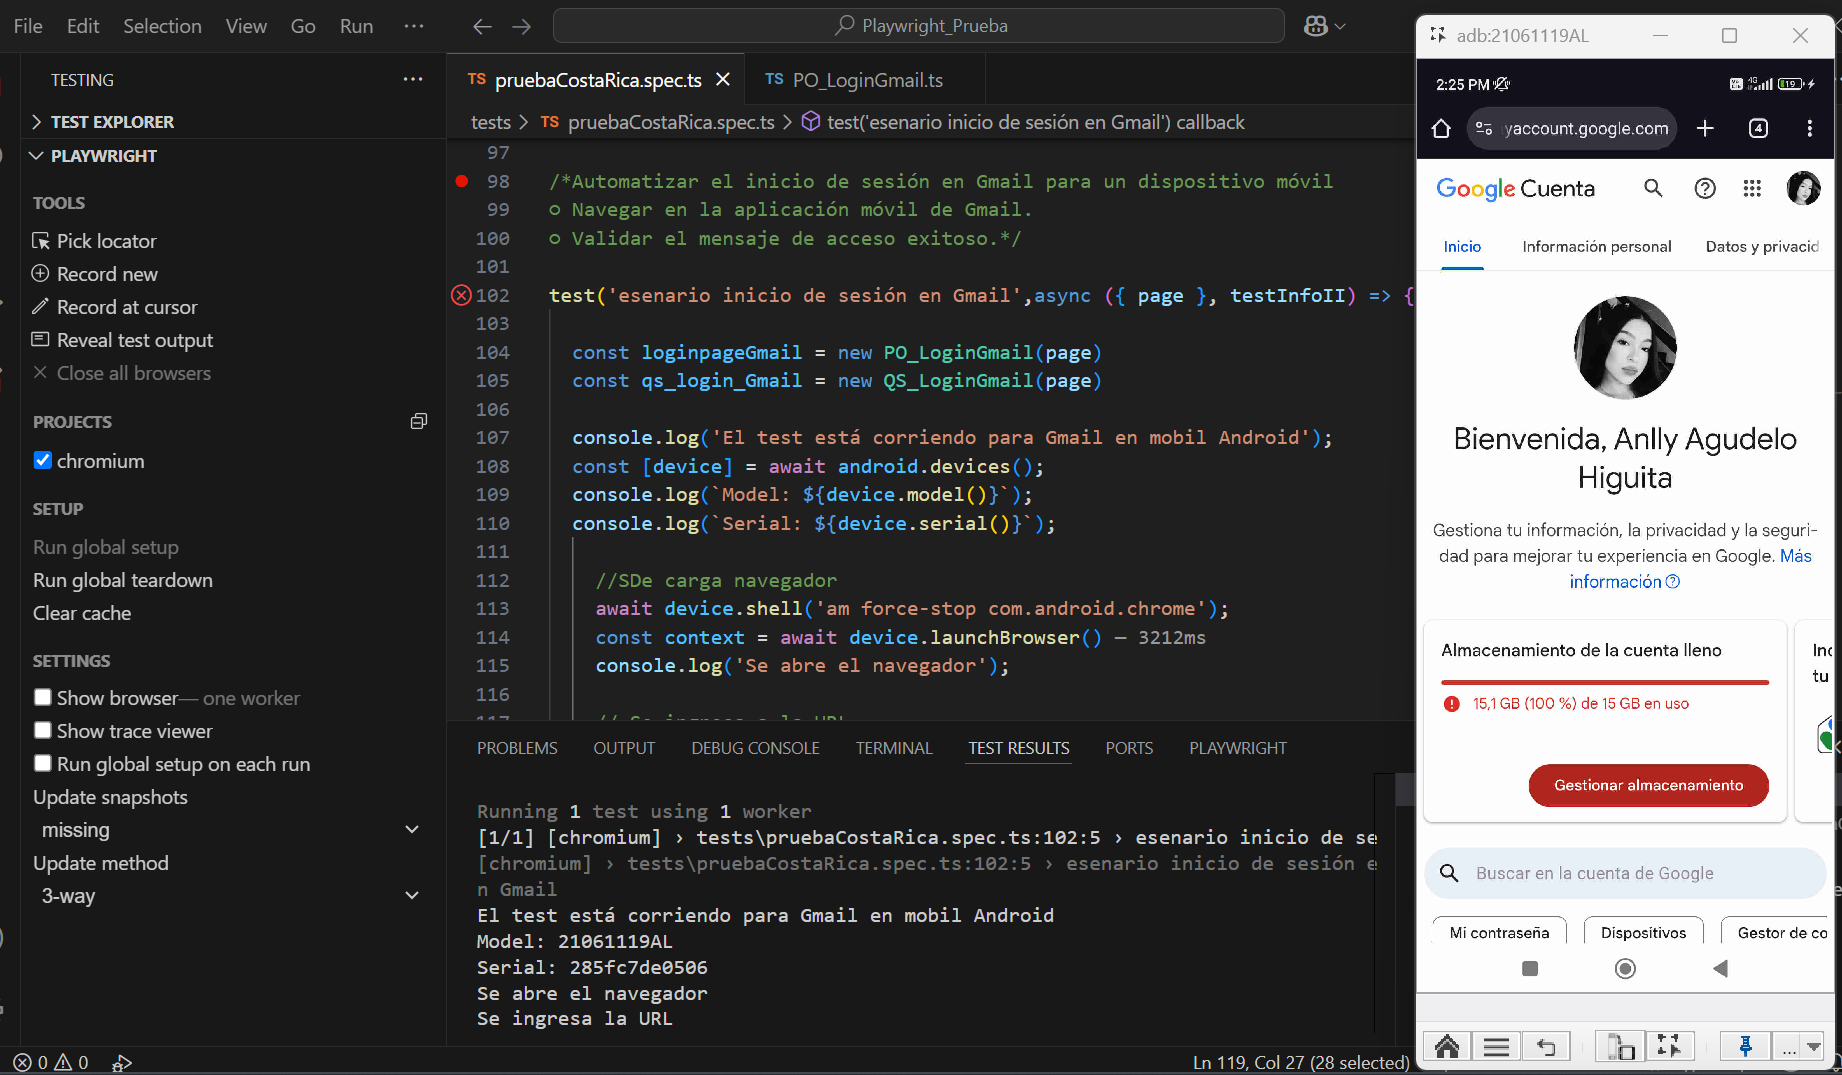 File Edit Selection View Go Run ···
Playwright_Prueba
TESTING ···
TEST EXPLORER
PLAYWRIGHT
TOOLS
Pick locator
Record new
Record at cursor
Reveal test output
Close all browsers
PROJECTS
chromium
SETUP
Run global setup
Run global teardown
Clear cache
SETTINGS
Show browser— one worker
Show trace viewer
Run global setup on each run
Update snapshots
missing
Update method
3-way
TS pruebaCostaRica.spec.ts
TS PO_LoginGmail.ts
tests > TS pruebaCostaRica.spec.ts > test('esenario inicio de sesión en Gmail') callback
97
98 /*Automatizar el inicio de sesión en Gmail para un dispositivo móvil
99 o Navegar en la aplicación móvil de Gmail.
100 o Validar el mensaje de acceso exitoso.*/
101
102 test('esenario inicio de sesión en Gmail',async ({ page }, testInfoII) => {
103
104 const loginpageGmail = new PO_LoginGmail(page)
105 const qs_login_Gmail = new QS_LoginGmail(page)
106
107 console.log('El test está corriendo para Gmail en mobil Android');
108 const [device] = await android.devices();
109 console.log(`Model: ${device.model()}`);
110 console.log(`Serial: ${device.serial()}`);
111
112 //SDe carga navegador
113 await device.shell('am force-stop com.android.chrome');
114 const context = await device.launchBrowser() — 3212ms
115 console.log('Se abre el navegador');
116
117 // Se ingresa a la URL
PROBLEMS OUTPUT DEBUG CONSOLE TERMINAL TEST RESULTS PORTS PLAYWRIGHT
Running 1 test using 1 worker
[1/1] [chromium] › tests\pruebaCostaRica.spec.ts:102:5 › esenario inicio de se
[chromium] › tests\pruebaCostaRica.spec.ts:102:5 › esenario inicio de sesión e
n Gmail
El test está corriendo para Gmail en mobil Android
Model: 21061119AL
Serial: 285fc7de0506
Se abre el navegador
Se ingresa la URL
0 0
Ln 119, Col 27 (28 selected)
adb:21061119AL
2:25 PM 4G 19
yaccount.google.com 4
Google Cuenta
Inicio Información personal Datos y privacid
Bienvenida, Anlly Agudelo
Higuita
Gestiona tu información, la privacidad y la seguri-
dad para mejorar tu experiencia en Google. Más
información
Almacenamiento de la cuenta lleno
15,1 GB (100 %) de 15 GB en uso
Gestionar almacenamiento
tu
Buscar en la cuenta de Google
Mi contraseña Dispositivos Gestor de co
...